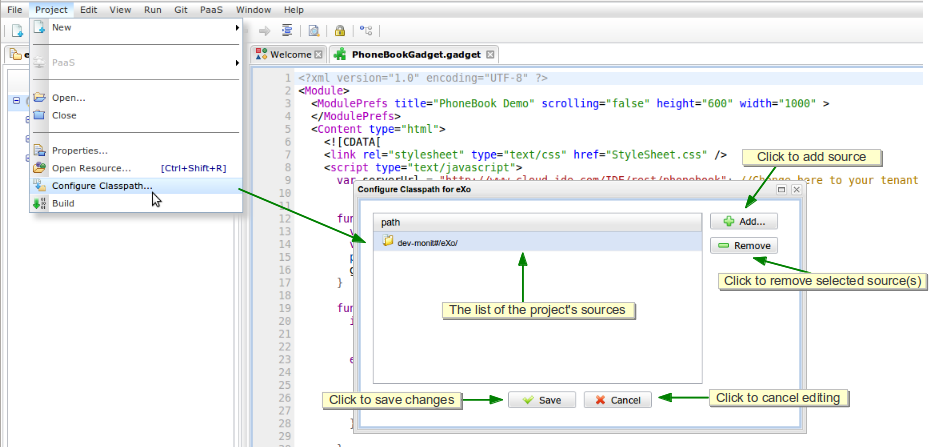 File Project Edit View Run Git PaaS Window Help
New
PaaS
Open...
Close
Properties...
Open Resource... [Ctrl+Shift+R]
Configure Classpath...
Build
Welcome PhoneBookGadget.gadget
1 <?xml version="1.0" encoding="UTF-8" ?>
2 <Module>
3 <ModulePrefs title="PhoneBook Demo" scrolling="false" height="600" width="1000" >
4 </ModulePrefs>
5 <Content type="html">
6 <![CDATA[
7 <link rel="stylesheet" type="text/css" href="StyleSheet.css" />
8 <script type="text/javascript">
9 var serverUrl = "http://www.cloud-ide.com/IDE/rest/phonebook"; //Change here to your tenant
10
11
12 fu
13 v
14 v
15 p
16 g
17 }
18
19 fu
20 i
21
22
23 e
24
25
26
27
28 }
29
Click to add source
Configure Classpath for eXo
path
dev-monit#/eXo/
Add...
Remove
Click to remove selected source(s)
The list of the project's sources
Click to save changes
Save
Cancel
Click to cancel editing